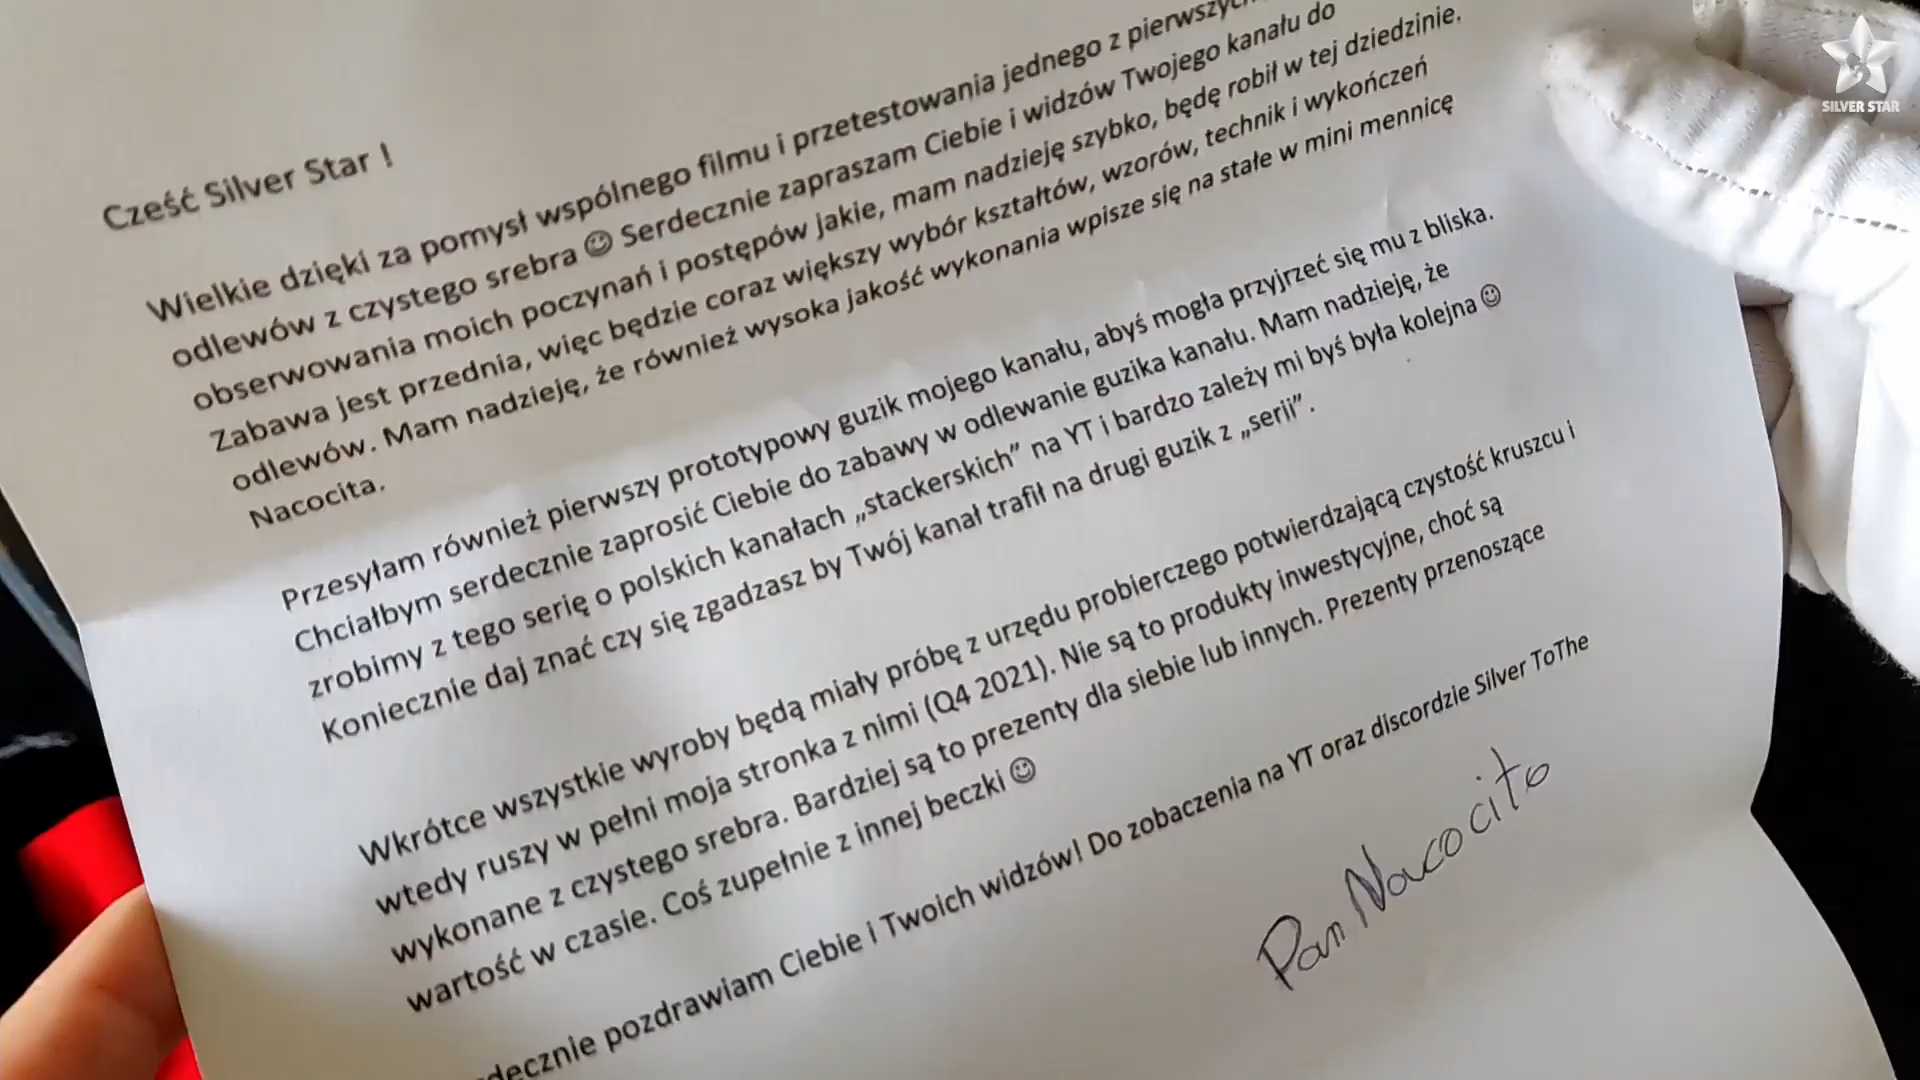 Cześć Silver Star !
Wielkie dzięki za pomysł wspólnego filmu i przetestowania jednego z pierwszych
odlewów z czystego srebra ☺ Serdecznie zapraszam Ciebie i widzów Twojego kanału do
obserwowania moich poczynań i postępów jakie, mam nadzieję szybko, będę robił w tej dziedzinie.
Zabawa jest przednia, więc będzie coraz większy wybór kształtów, wzorów, technik i wykończeń
odlewów. Mam nadzieję, że również wysoka jakość wykonania wpisze się na stałe w mini mennicę
Nacocita.
Przesyłam również pierwszy prototypowy guzik mojego kanału, abyś mogła przyjrzeć się mu z bliska.
Chciałbym serdecznie zaprosić Ciebie do zabawy w odlewanie guzika kanału. Mam nadzieję, że
zrobimy z tego serię o polskich kanałach „stackerskich” na YT i bardzo zależy mi byś była kolejna ☺
Koniecznie daj znać czy się zgadzasz by Twój kanał trafił na drugi guzik z „serii”.
Wkrótce wszystkie wyroby będą miały próbę z urzędu probierczego potwierdzającą czystość kruszcu i
wtedy ruszy w pełni moja stronka z nimi (Q4 2021). Nie są to produkty inwestycyjne, choć są
wykonane z czystego srebra. Bardziej są to prezenty dla siebie lub innych. Prezenty przenoszące
wartość w czasie. Coś zupełnie z innej beczki ☺
decznie pozdrawiam Ciebie i Twoich widzów! Do zobaczenia na YT oraz discordzie Silver ToThe
Pan Nacocito
SILVER STAR